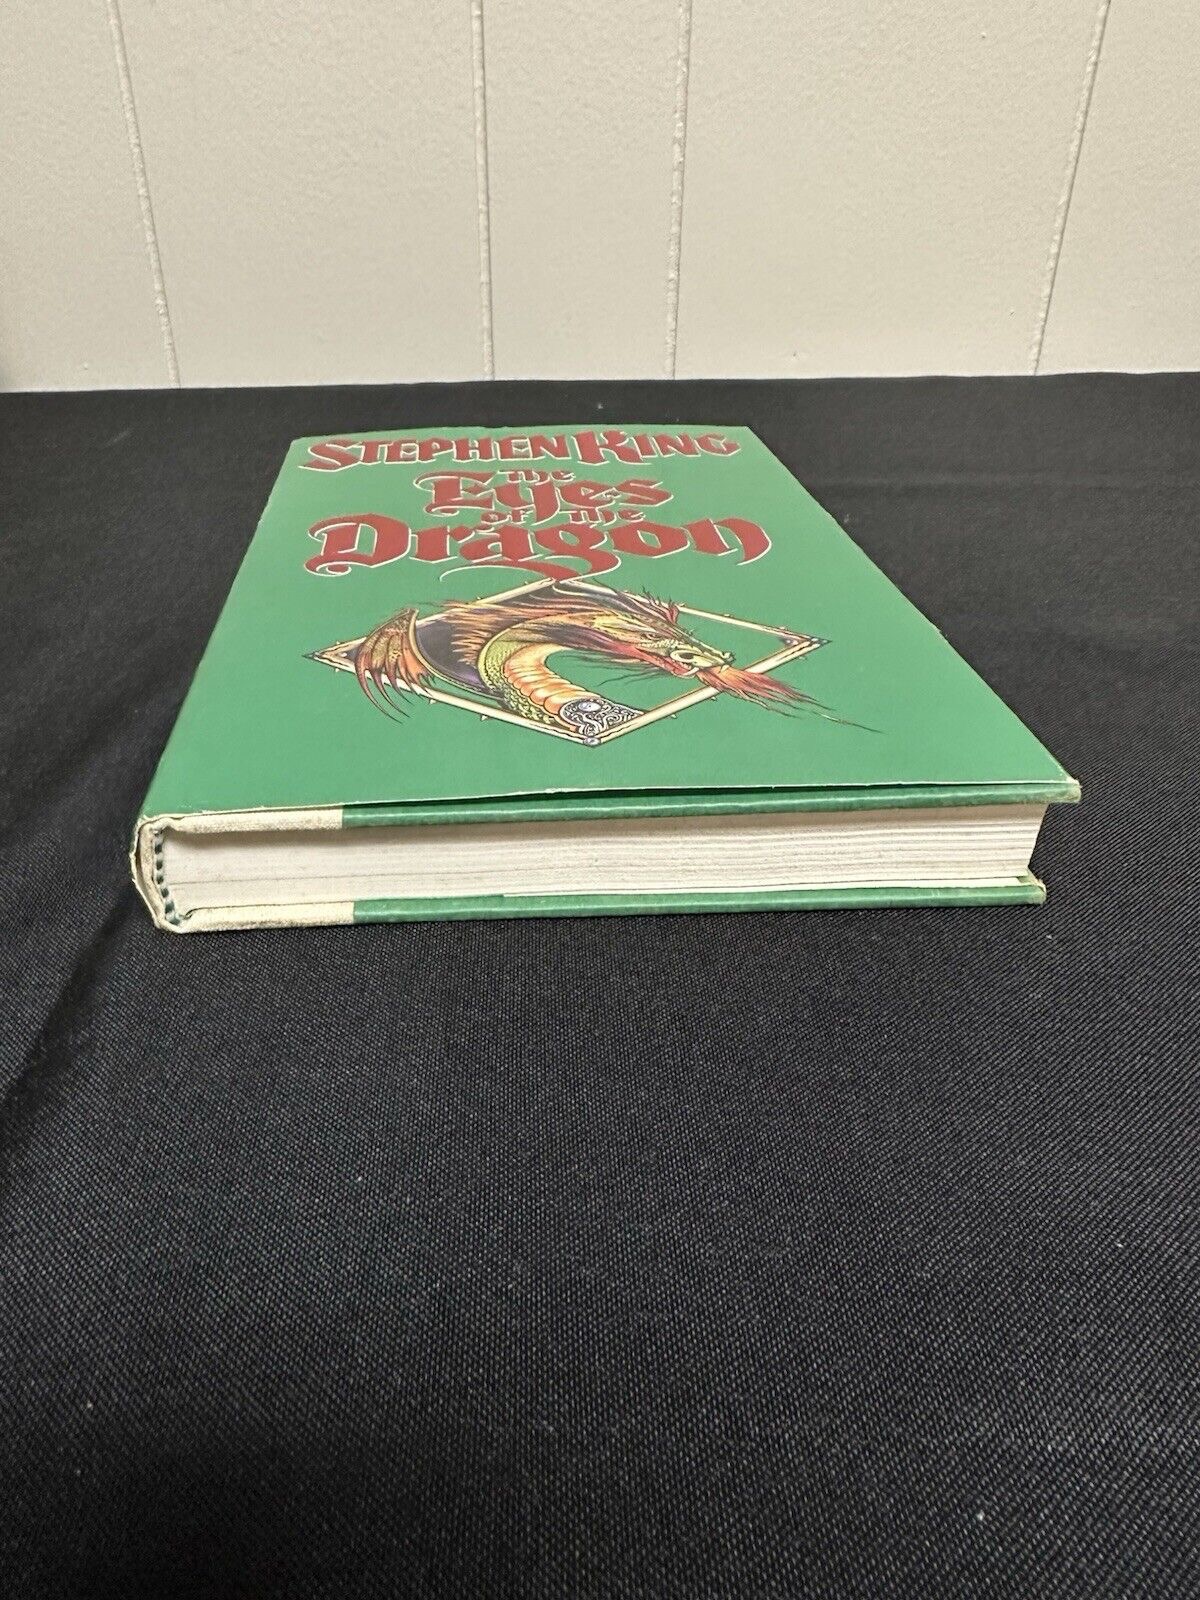 STEPHEN KING
The
Eyes
of the
Dragon